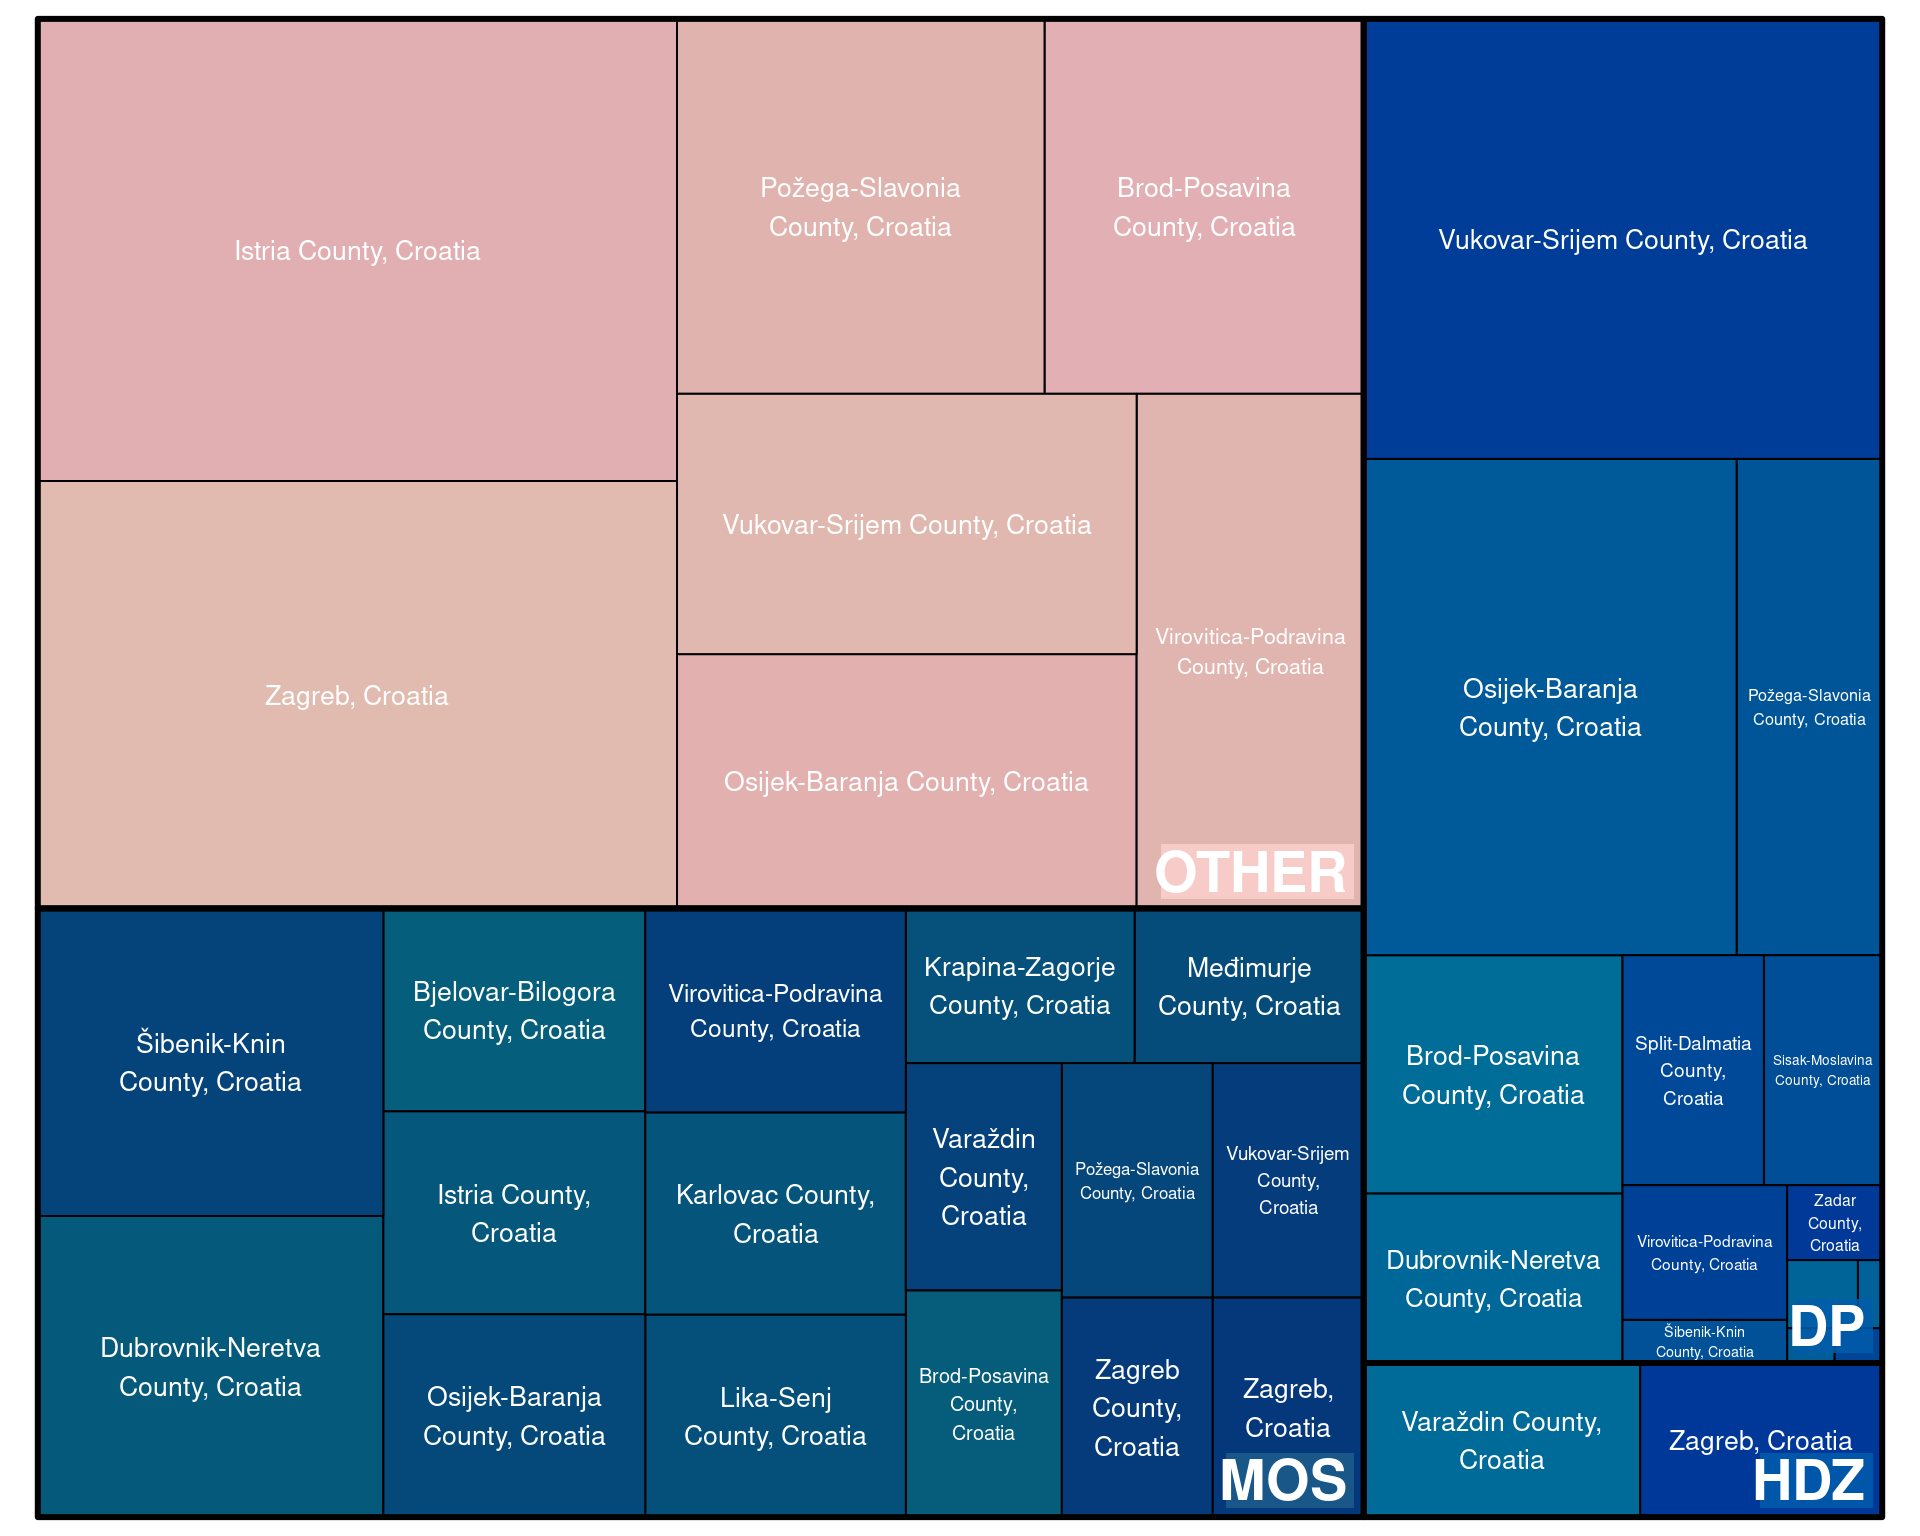 Istria County, Croatia
Požega-Slavonia
County, Croatia
Brod-Posavina
County, Croatia
Vukovar-Srijem County, Croatia
Zagreb, Croatia
Vukovar-Srijem County, Croatia
Virovitica-Podravina
County, Croatia
Osijek-Baranja County, Croatia
OTHER
Osijek-Baranja
County, Croatia
Požega-Slavonia
County, Croatia
Šibenik-Knin
County, Croatia
Bjelovar-Bilogora
County, Croatia
Virovitica-Podravina
County, Croatia
Krapina-Zagorje
County, Croatia
Međimurje
County, Croatia
Dubrovnik-Neretva
County, Croatia
Istria County,
Croatia
Karlovac County,
Croatia
Varaždin
County,
Croatia
Požega-Slavonia
County, Croatia
Vukovar-Srijem
County,
Croatia
Osijek-Baranja
County, Croatia
Lika-Senj
County, Croatia
Brod-Posavina
County,
Croatia
Zagreb
County,
Croatia
Zagreb,
Croatia
MOS
Brod-Posavina
County, Croatia
Split-Dalmatia
County,
Croatia
Sisak-Moslavina
County, Croatia
Dubrovnik-Neretva
County, Croatia
Virovitica-Podravina
County, Croatia
Zadar
County,
Croatia
Šibenik-Knin
County, Croatia
DP
Varaždin County,
Croatia
Zagreb, Croatia
HDZ